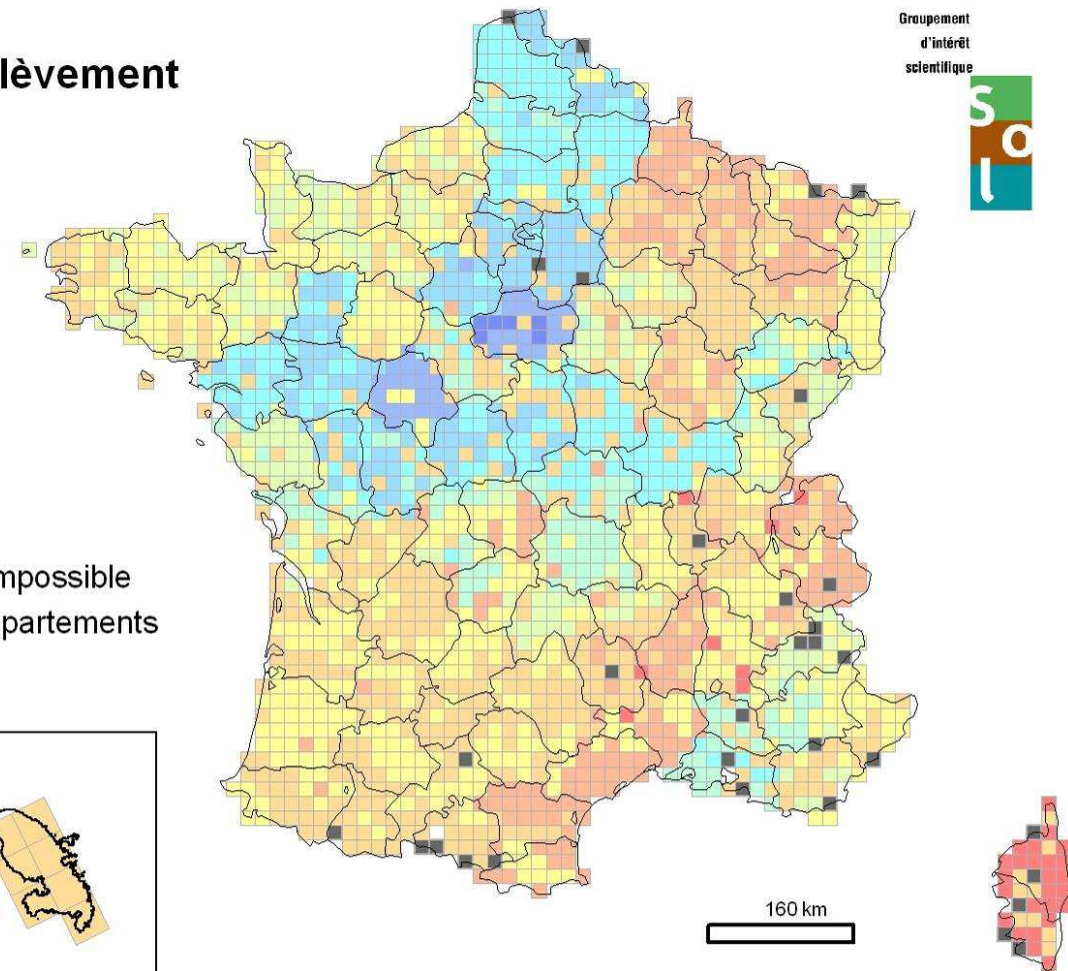 lèvement
Groupement
d'intérêt
scientifique
S
O
l
mpossible
partements
160 km